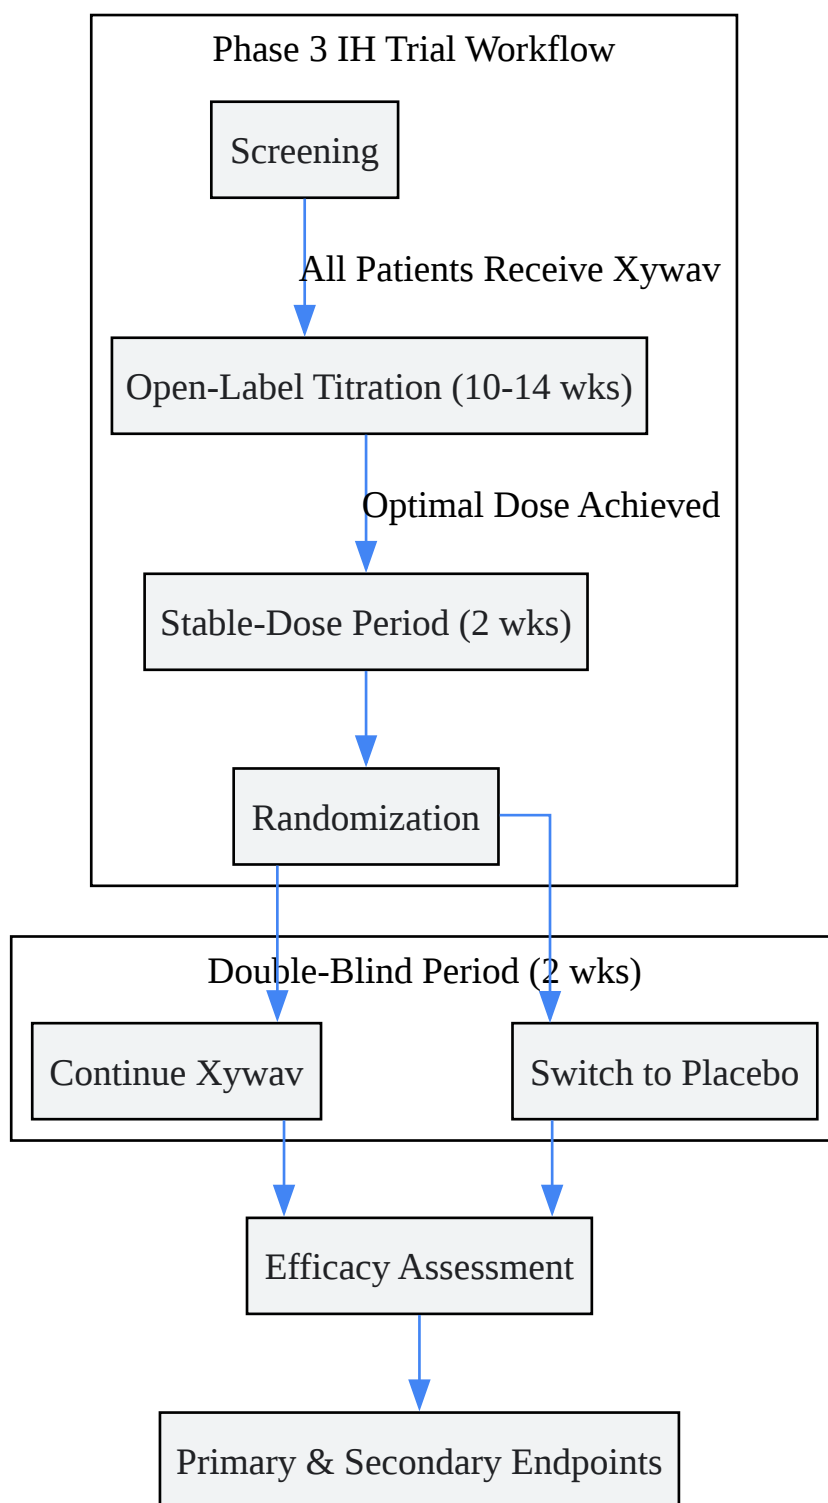 Phase 3 IH Trial Workflow
Screening
All Patients Receive Xywav
Open-Label Titration (10-14 wks)
Optimal Dose Achieved
Stable-Dose Period (2 wks)
Randomization
Double-Blind Period (2 wks)
Continue Xywav
Switch to Placebo
Efficacy Assessment
Primary & Secondary Endpoints